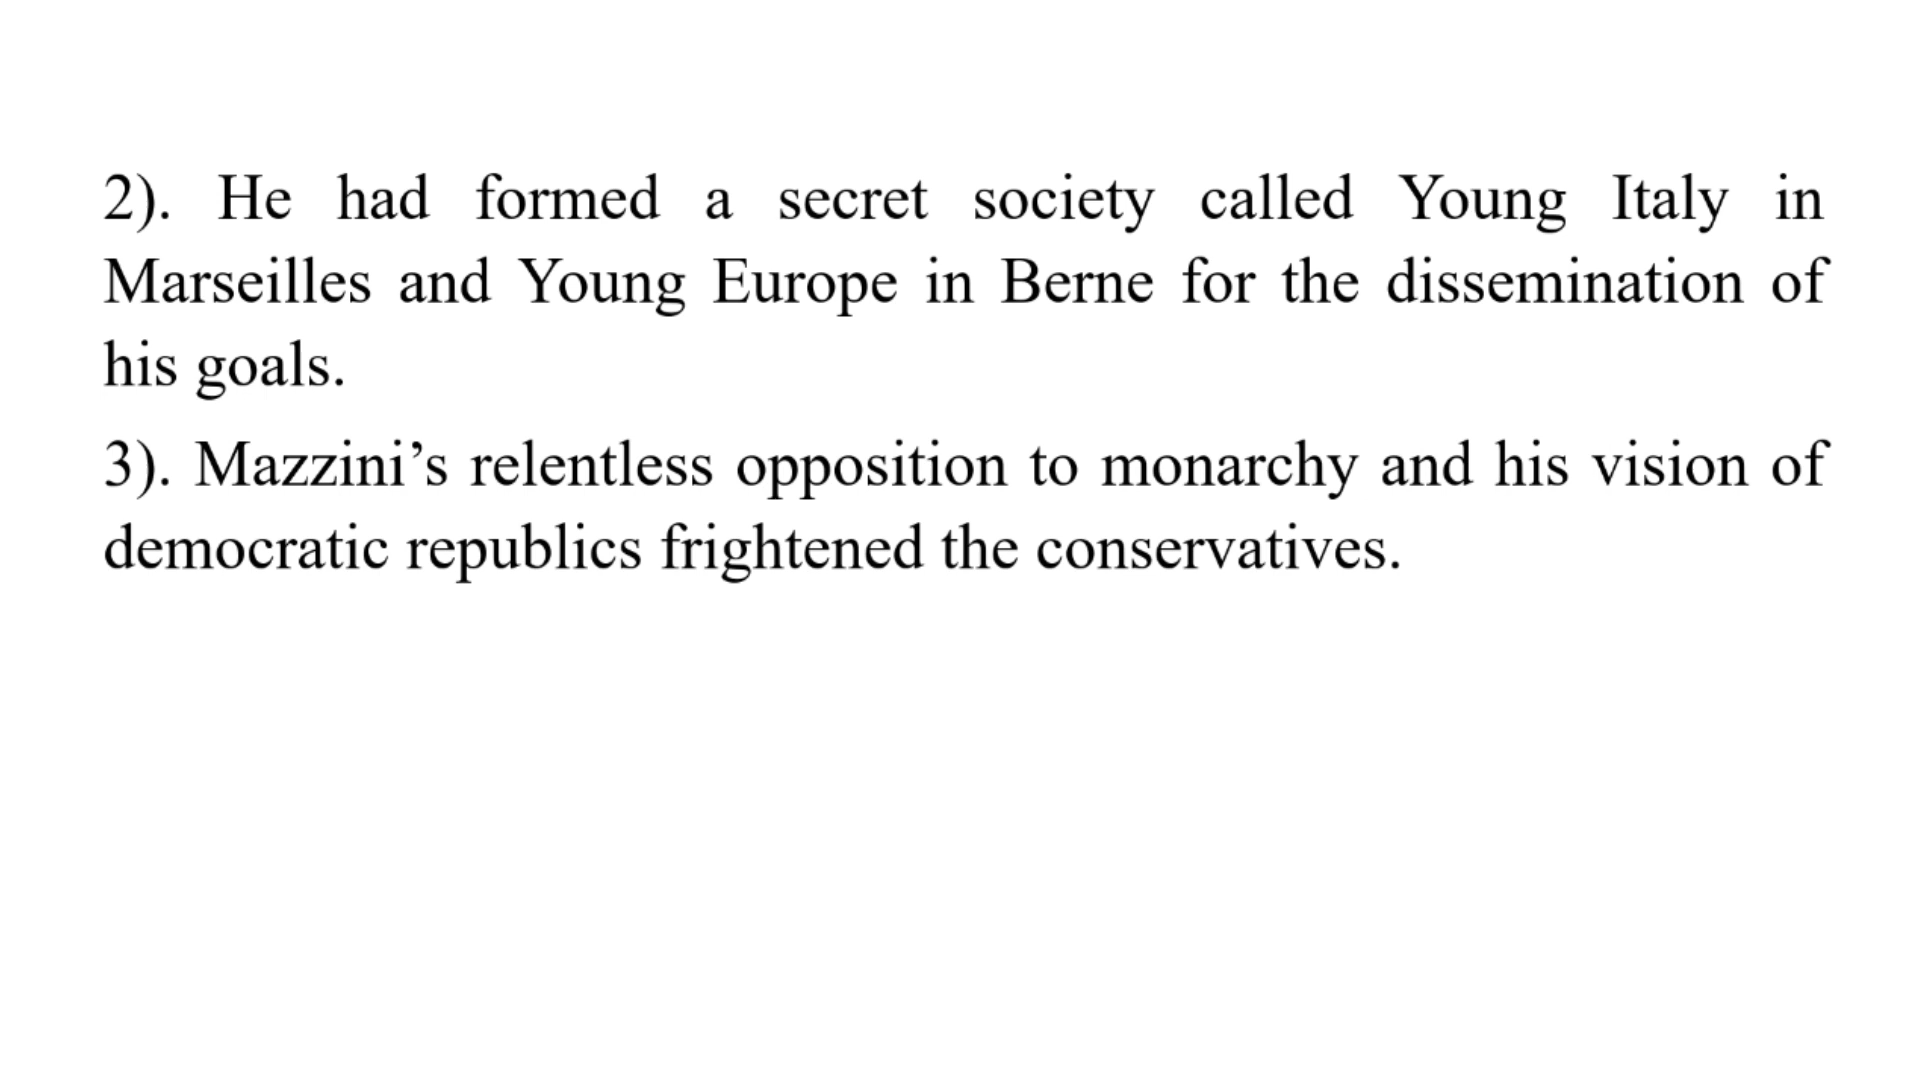 2). He had formed a secret society called Young Italy in
Marseilles and Young Europe in Berne for the dissemination of
his goals.
3). Mazzini’s relentless opposition to monarchy and his vision of
democratic republics frightened the conservatives.